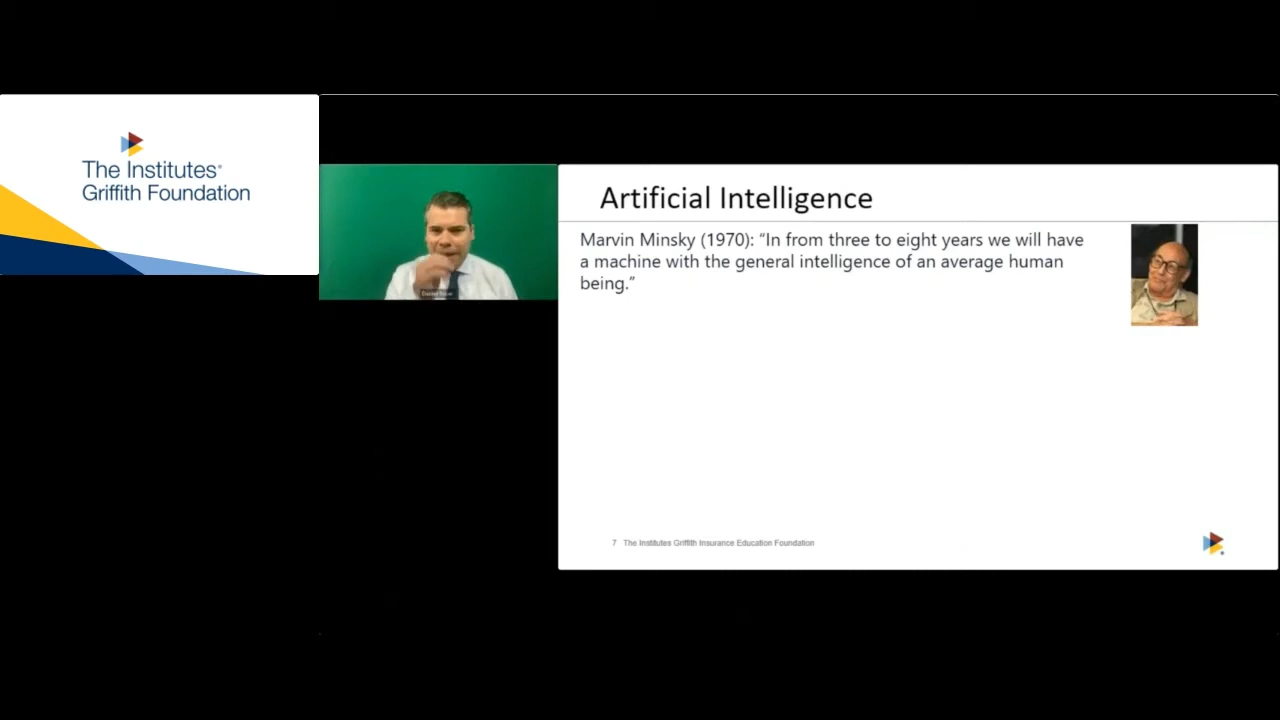 The Institutes®
Griffith Foundation
Artificial Intelligence
Marvin Minsky (1970): “In from three to eight years we will have
a machine with the general intelligence of an average human
being.”
7 The Institutes Griffith Insurance Education Foundation